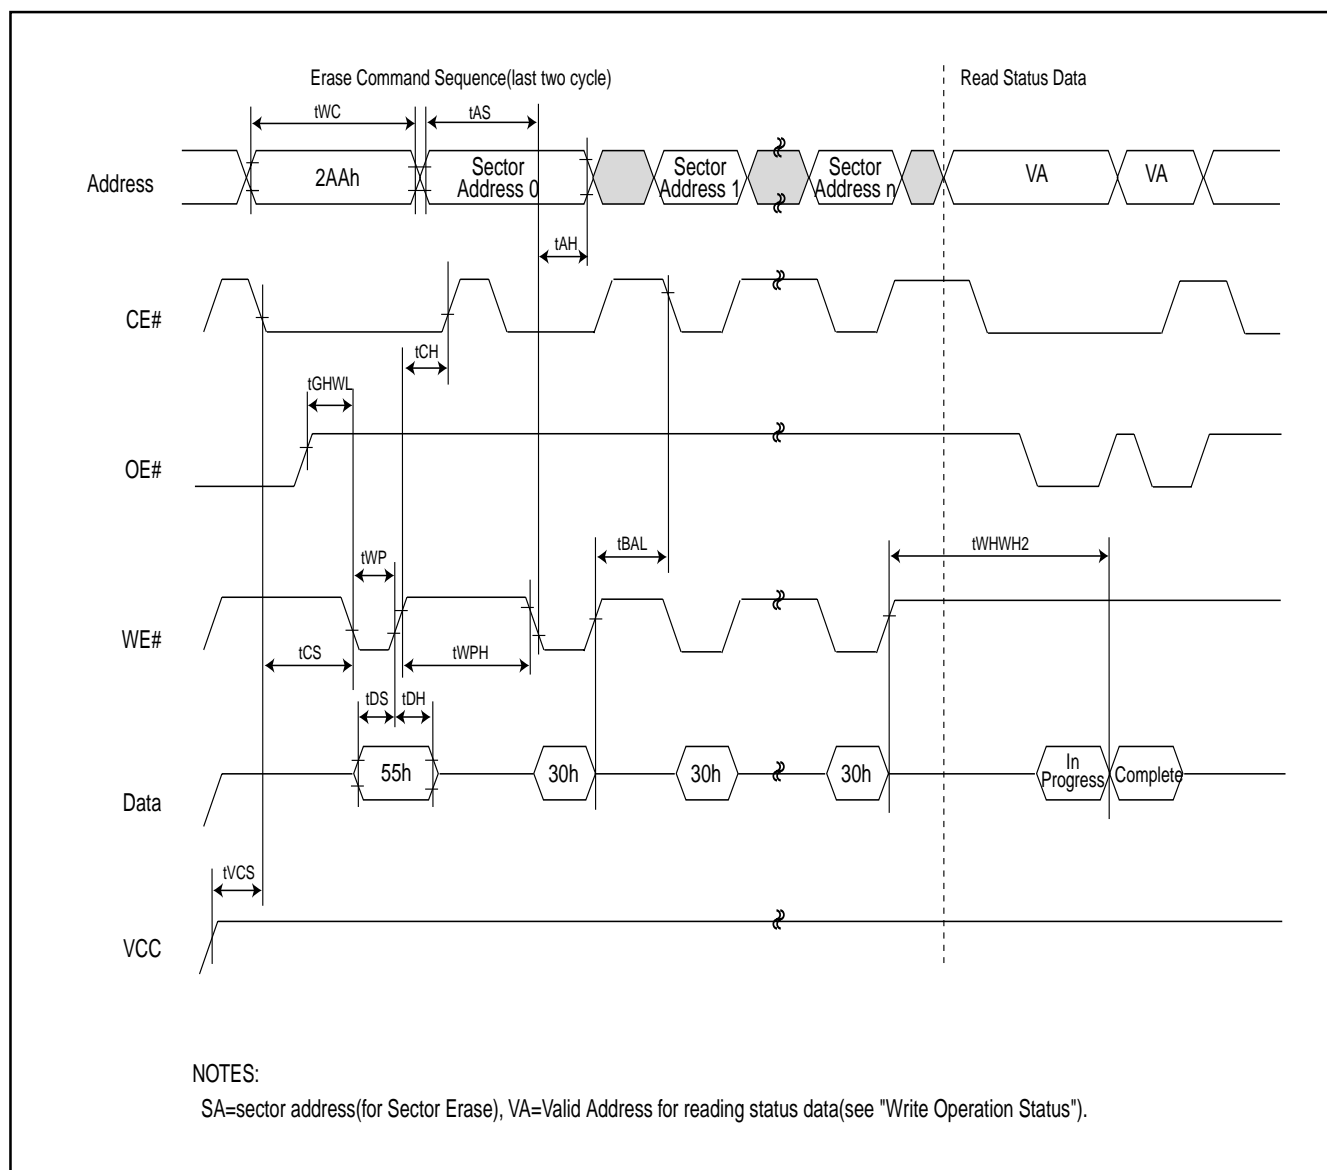 Erase Command Sequence(last two cycle)
Read Status Data
tWC
tAS
Address
2AAh
Sector
Address 0
Sector
Address 1
Sector
Address n
VA
VA
tAH
CE#
tCH
tGHWL
OE#
tWP
tBAL
tWHWH2
WE#
tCS
tWPH
tDS
tDH
Data
55h
30h
30h
30h
In
Progress
Complete
tVCS
VCC
NOTES:
SA=sector address(for Sector Erase), VA=Valid Address for reading status data(see "Write Operation Status").